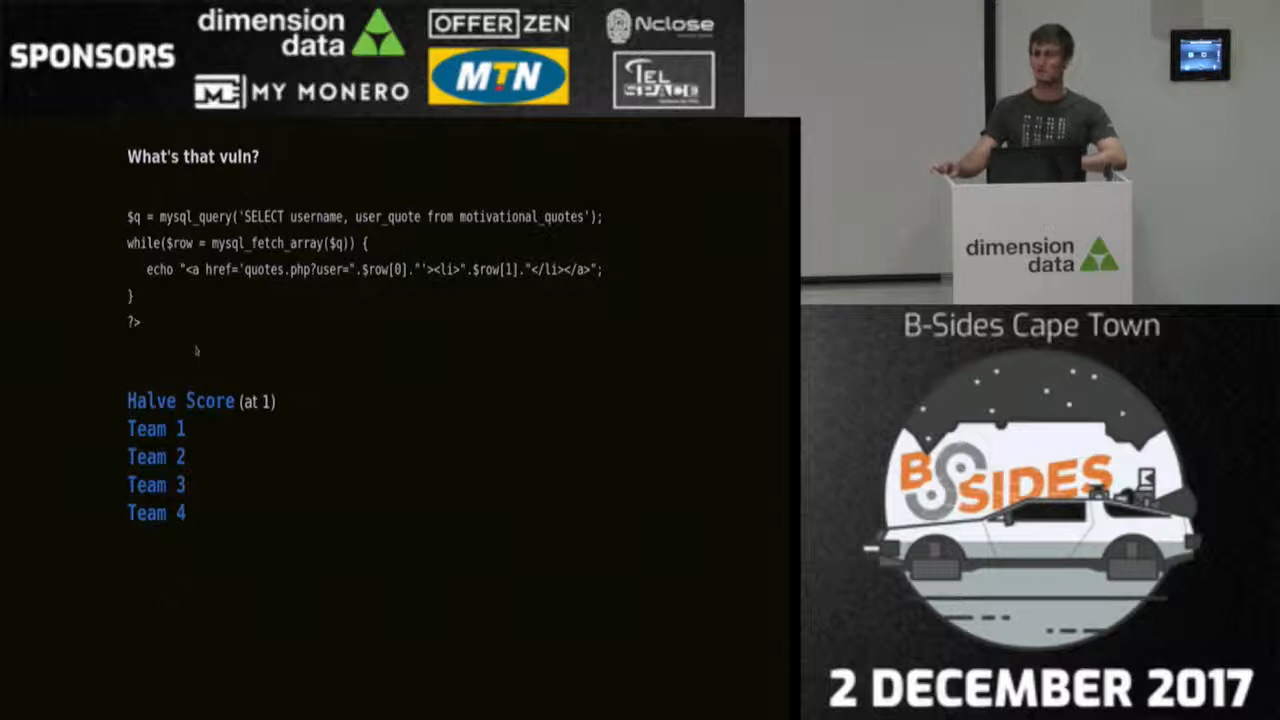 SPONSORS
dimension
data
OFFER ZEN
Nclose
MY MONERO
MTN
TEL
SPACE
What's that vuln?
$q = mysql_query('SELECT username, user_quote from motivational_quotes');
while($row = mysql_fetch_array($q)) {
echo "<a href='quotes.php?user=".$row[0]."'><li>".$row[1]."</li></a>";
}
?>
Halve Score (at 1)
Team 1
Team 2
Team 3
Team 4
dimension
data
B-Sides Cape Town
BSIDES
2 DECEMBER 2017